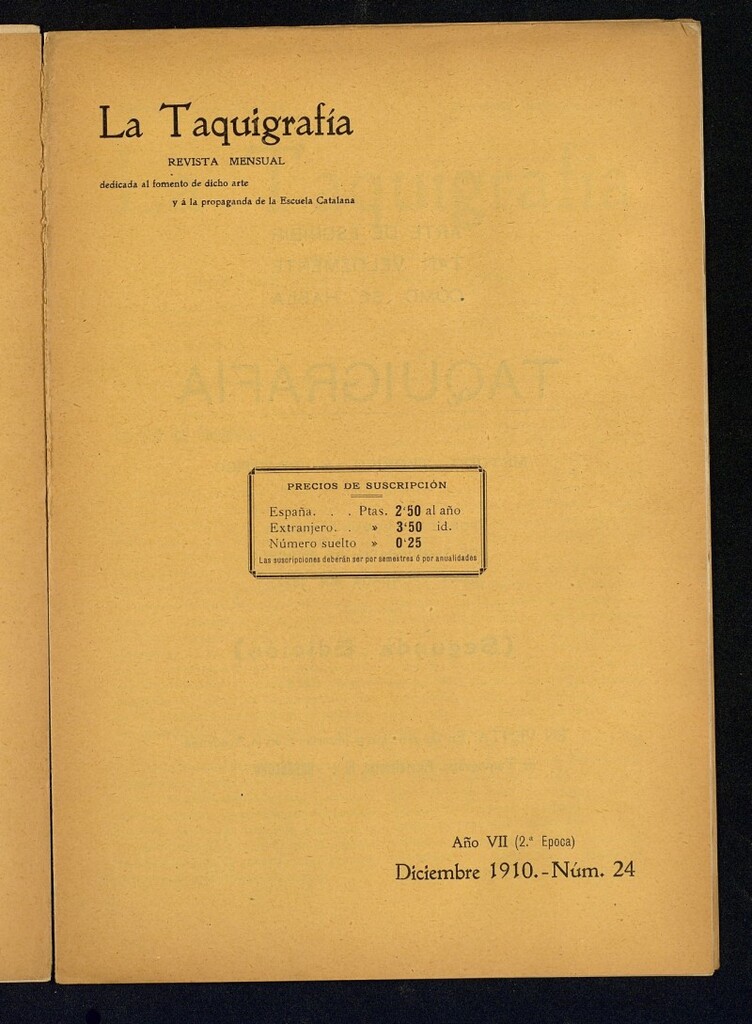 La Taquigrafía
REVISTA MENSUAL
dedicada al fomento de dicho arte
y á la propaganda de la Escuela Catalana
PRECIOS DE SUSCRIPCIÓN
España. . . Ptas. 2'50 al año
Extranjero. . » 3'50 id.
Número suelto » 0'25
Las suscripciones deberán ser por semestres ó por anualidades
Año VII (2.ª Epoca)
Diciembre 1910.-Núm. 24